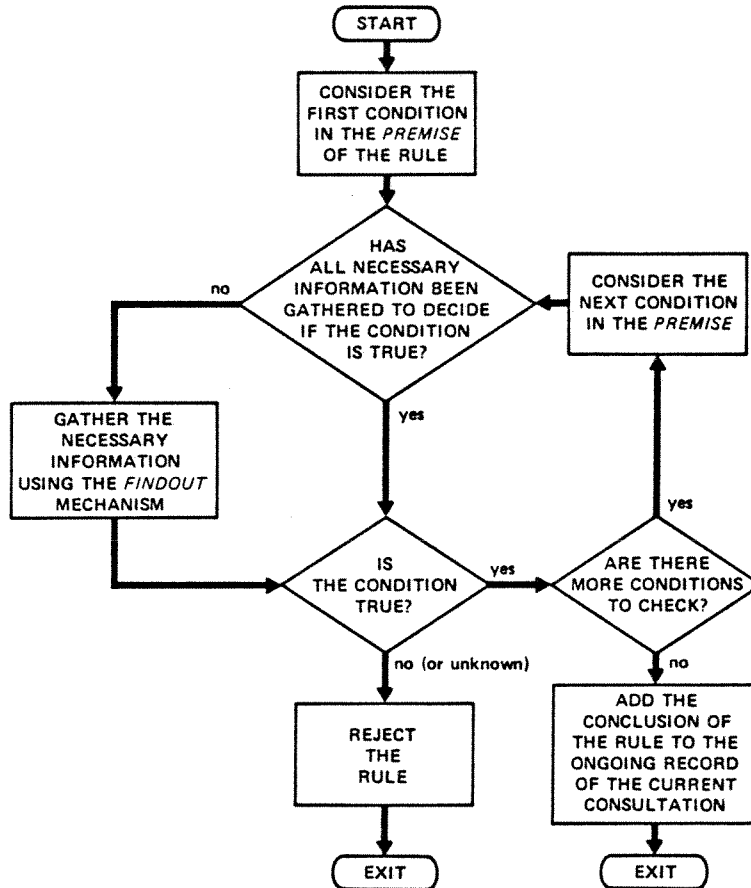 START
CONSIDER THE
FIRST CONDITION
IN THE PREMISE
OF THE RULE
HAS
ALL NECESSARY
INFORMATION BEEN
GATHERED TO DECIDE
IF THE CONDITION
IS TRUE?
no
yes
CONSIDER THE
NEXT CONDITION
IN THE PREMISE
GATHER THE
NECESSARY
INFORMATION
USING THE FINDOUT
MECHANISM
IS
THE CONDITION
TRUE?
yes
no (or unknown)
ARE THERE
MORE CONDITIONS
TO CHECK?
yes
no
REJECT
THE
RULE
ADD THE
CONCLUSION OF
THE RULE TO THE
ONGOING RECORD
OF THE CURRENT
CONSULTATION
EXIT
EXIT